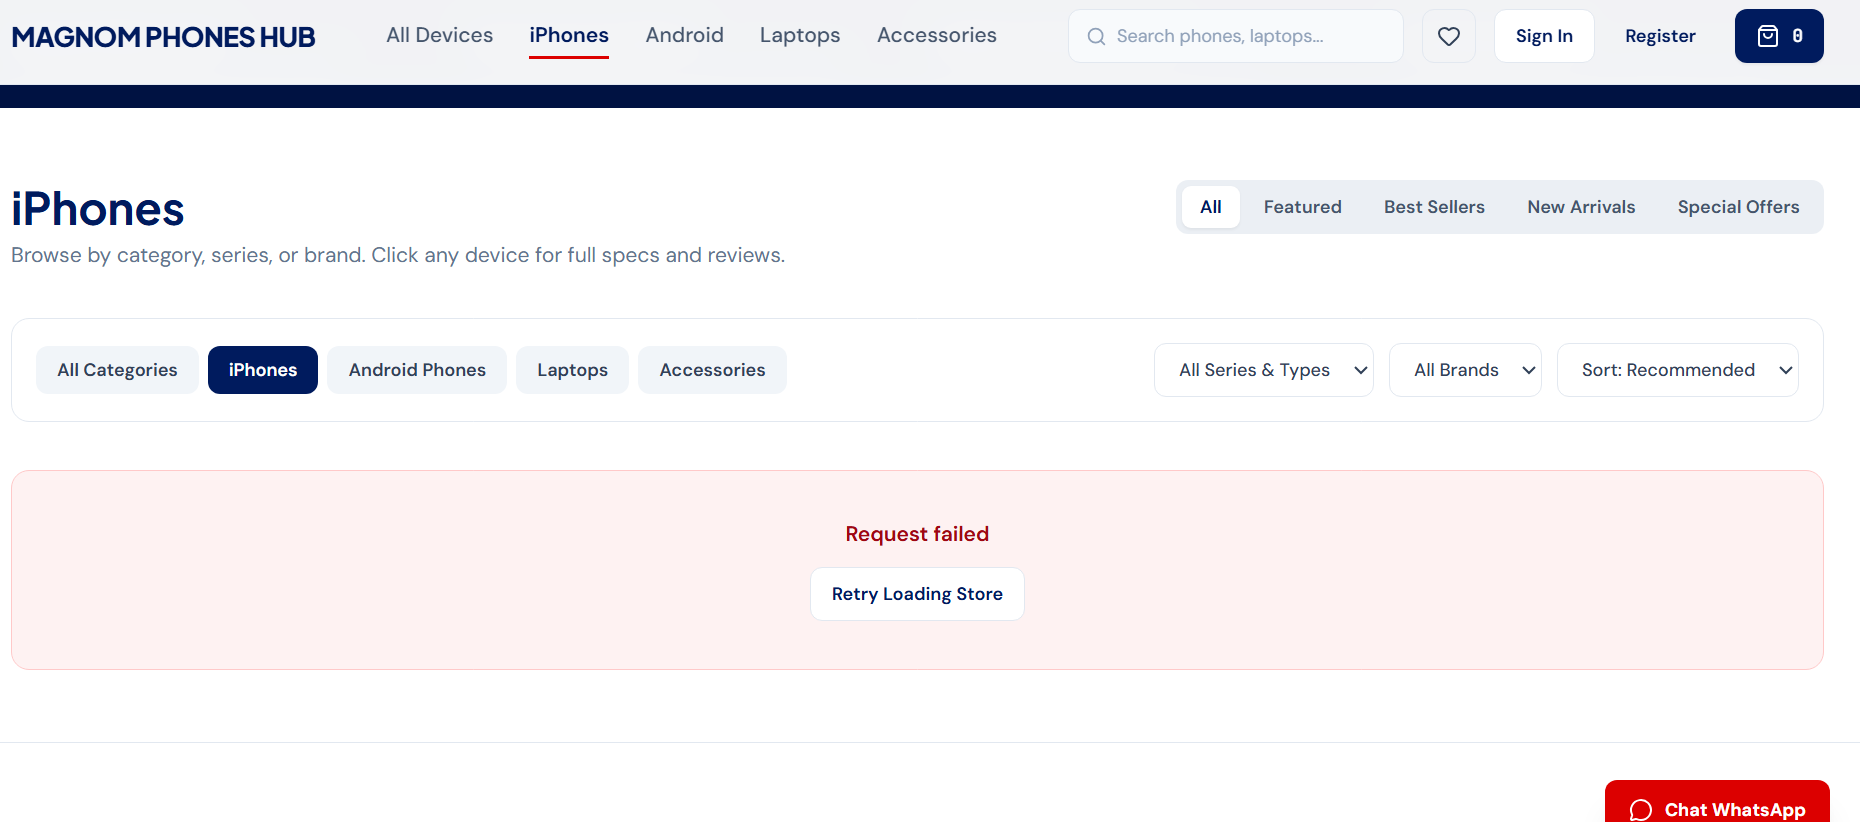 MAGNOM PHONES HUB
All Devices
iPhones
Android
Laptops
Accessories
Search phones, laptops...
Sign In
Register
0
iPhones
Browse by category, series, or brand. Click any device for full specs and reviews.
All
Featured
Best Sellers
New Arrivals
Special Offers
All Categories
iPhones
Android Phones
Laptops
Accessories
All Series & Types
All Brands
Sort: Recommended
Request failed
Retry Loading Store
Chat WhatsApp